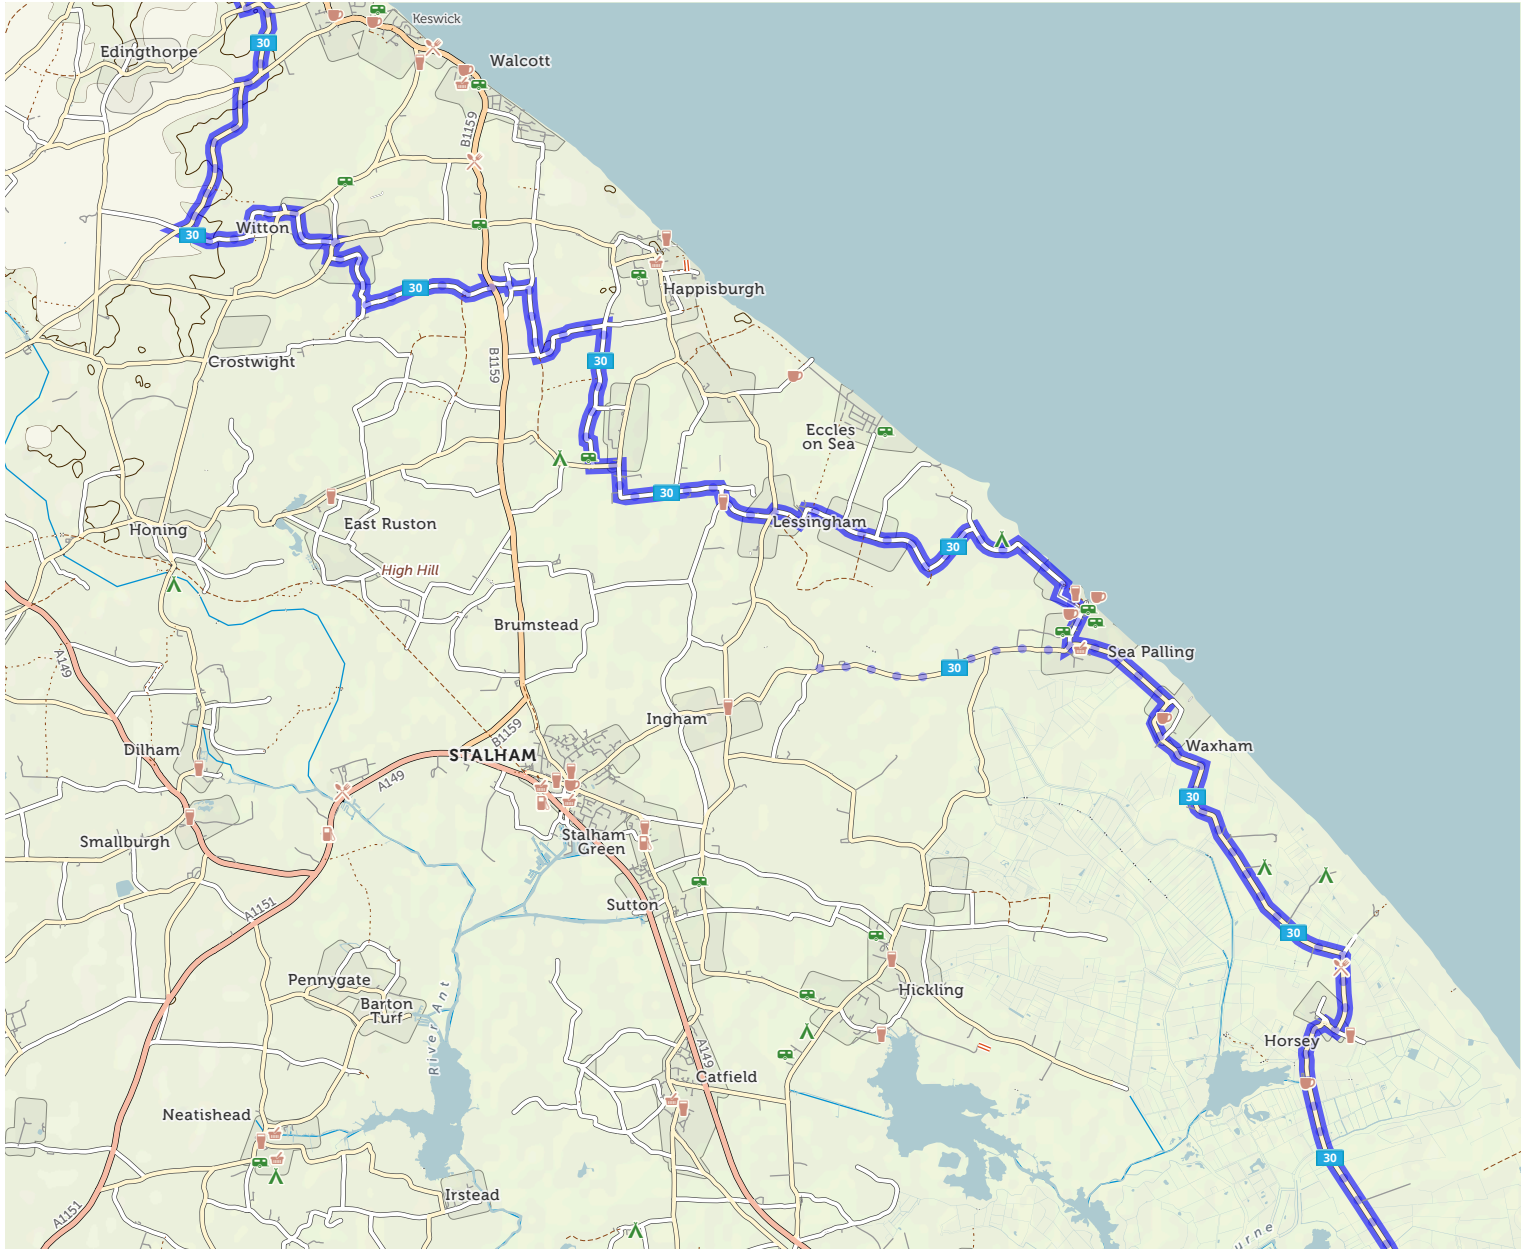 Keswick
30
Edingthorpe
Walcott
B1159
30
Witton
30
Happisburgh
B1159
Crostwight
30
Eccles
on Sea
30
East Ruston
Honing
Lessingham
30
High Hill
Brumstead
A149
Sea Palling
30
Ingham
B1159
Waxham
Dilham
STALHAM
A149
30
Smallburgh
Stalham
Green
Sutton
A1151
30
Pennygate
Hickling
Barton
Turf
River Ant
Horsey
A149
Catfield
Neatishead
30
Irstead
A1151
urne